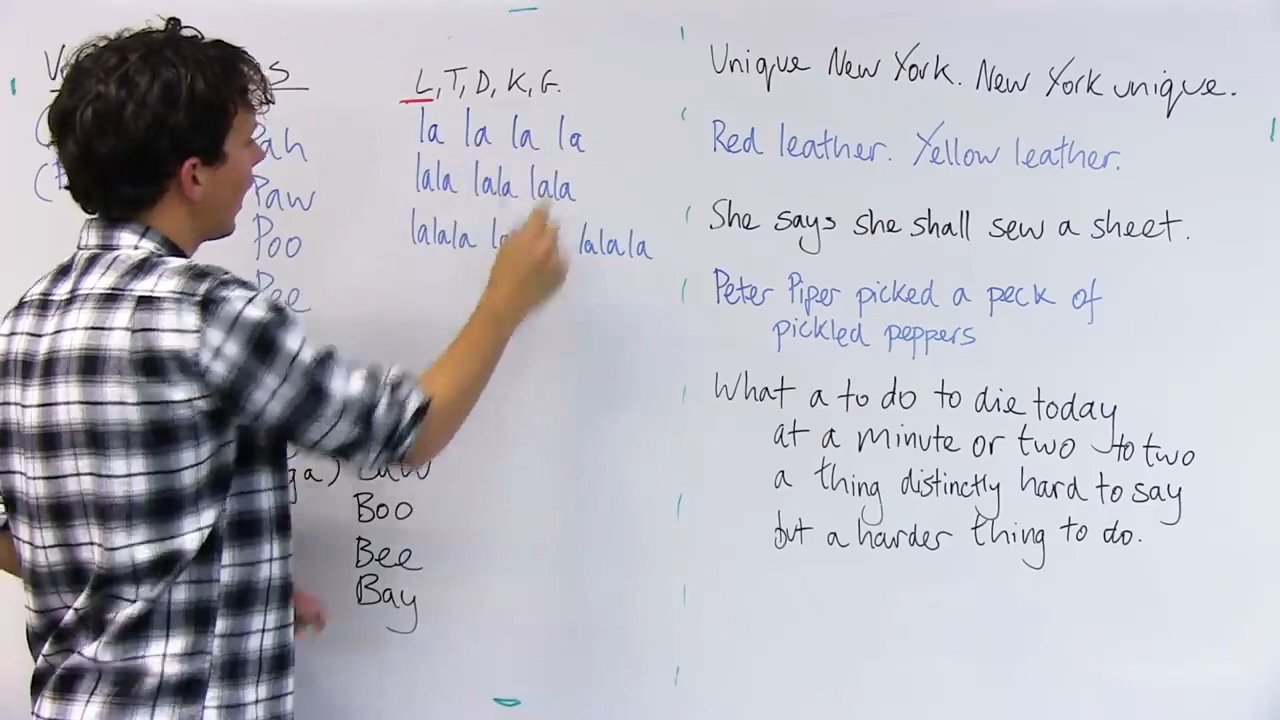 Pah
Paw
Poo
Pee
Boo
Bee
Bay
L, T, D, K, G.
la la la la
lala lala lala
lalala lalala
Unique New York. New York unique.
Red leather. Yellow leather.
She says she shall sew a sheet.
Peter Piper picked a peck of
pickled peppers
What a to do to die today
at a minute or two to two
a thing distinctly hard to say
but a harder thing to do.